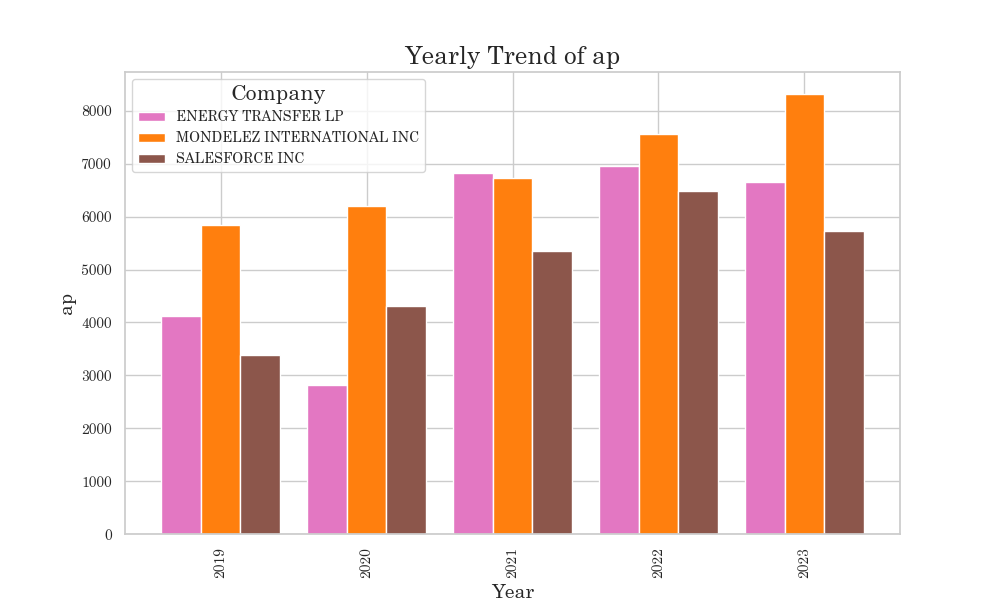 Yearly Trend of ap
Company
ENERGY TRANSFER LP
MONDELEZ INTERNATIONAL INC
SALESFORCE INC
8000
7000
6000
5000
4000
3000
2000
1000
0
ap
2019
2020
2021
2022
2023
Year